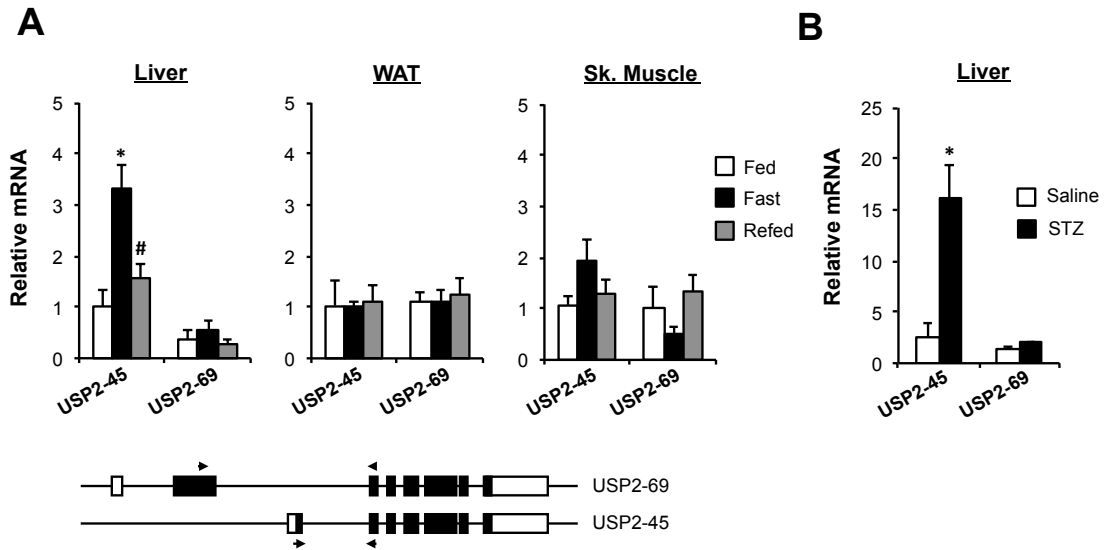 A
Liver
WAT
Sk. Muscle
Relative mRNA
5
4
3
2
1
0
*
#
USP2-45
USP2-69
5
4
3
2
1
0
USP2-45
USP2-69
5
4
3
2
1
0
USP2-45
USP2-69
Fed
Fast
Refed
B
Liver
Relative mRNA
25
20
15
10
5
0
*
USP2-45
USP2-69
Saline
STZ
USP2-69
USP2-45